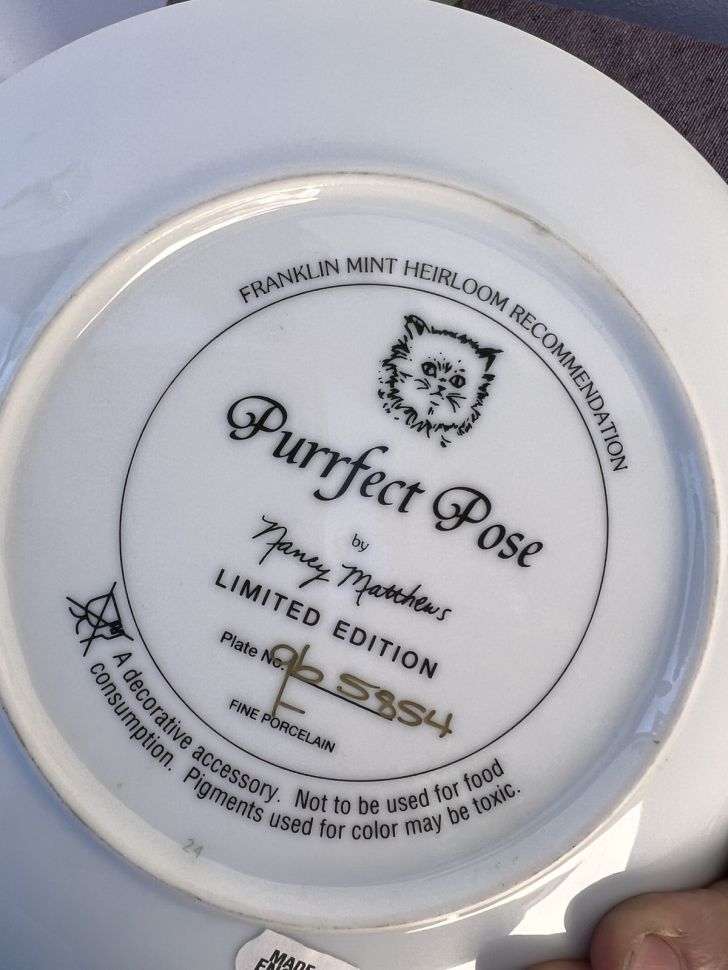 FRANKLIN MINT HEIRLOOM RECOMMENDATION
Purrfect Pose
by
Nancy Matthews
LIMITED EDITION
Plate No. 5854
FINE PORCELAIN
A decorative accessory. Not to be used for food
consumption. Pigments used for color may be toxic.
24
MADE